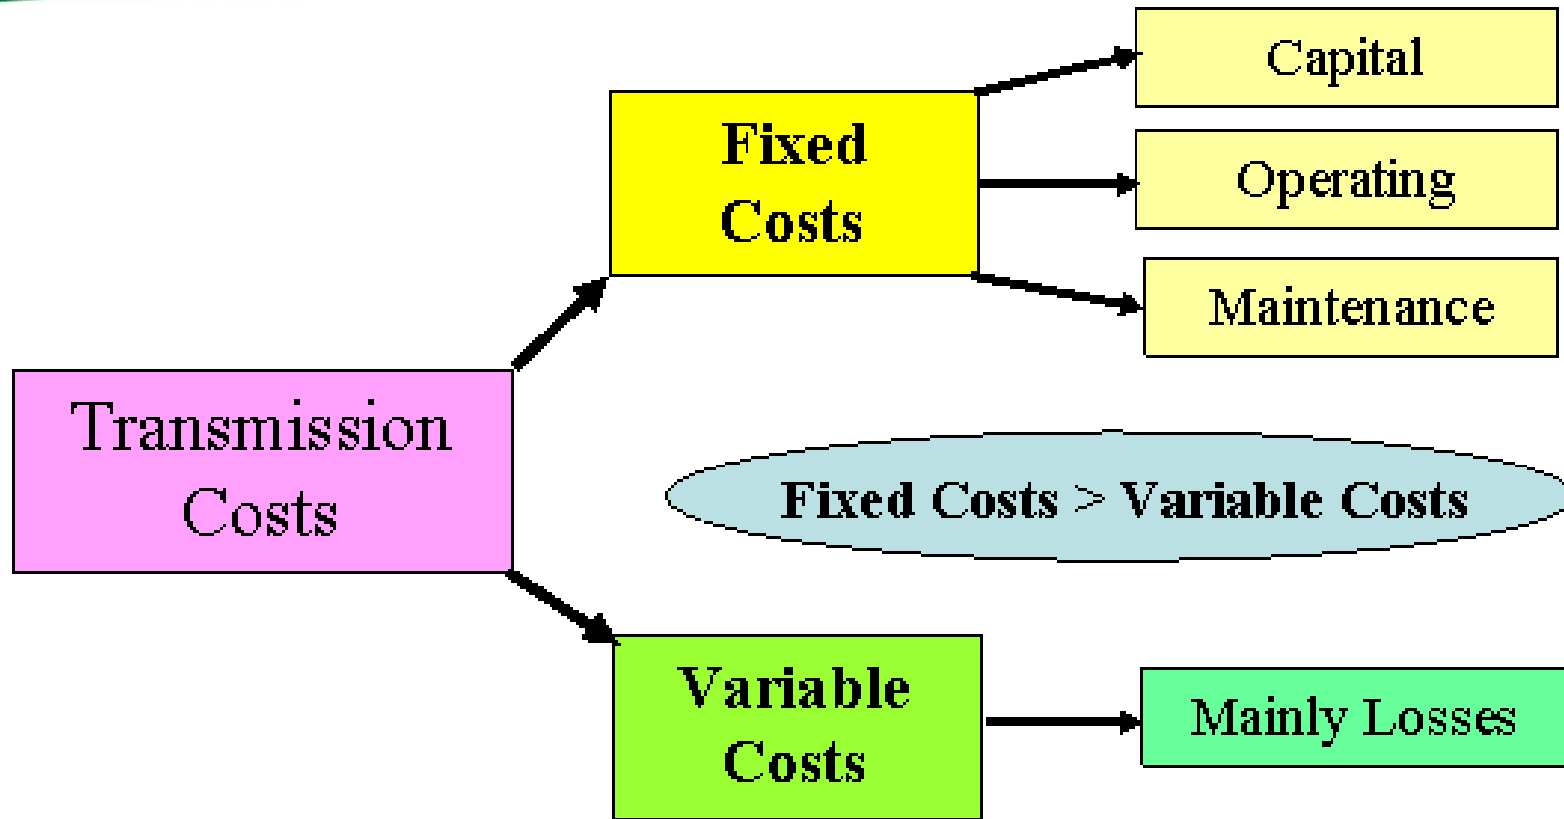 Capital
Fixed
Costs
Operating
Maintenance
Transmission
Costs
Fixed Costs > Variable Costs
Variable
Costs
Mainly Losses